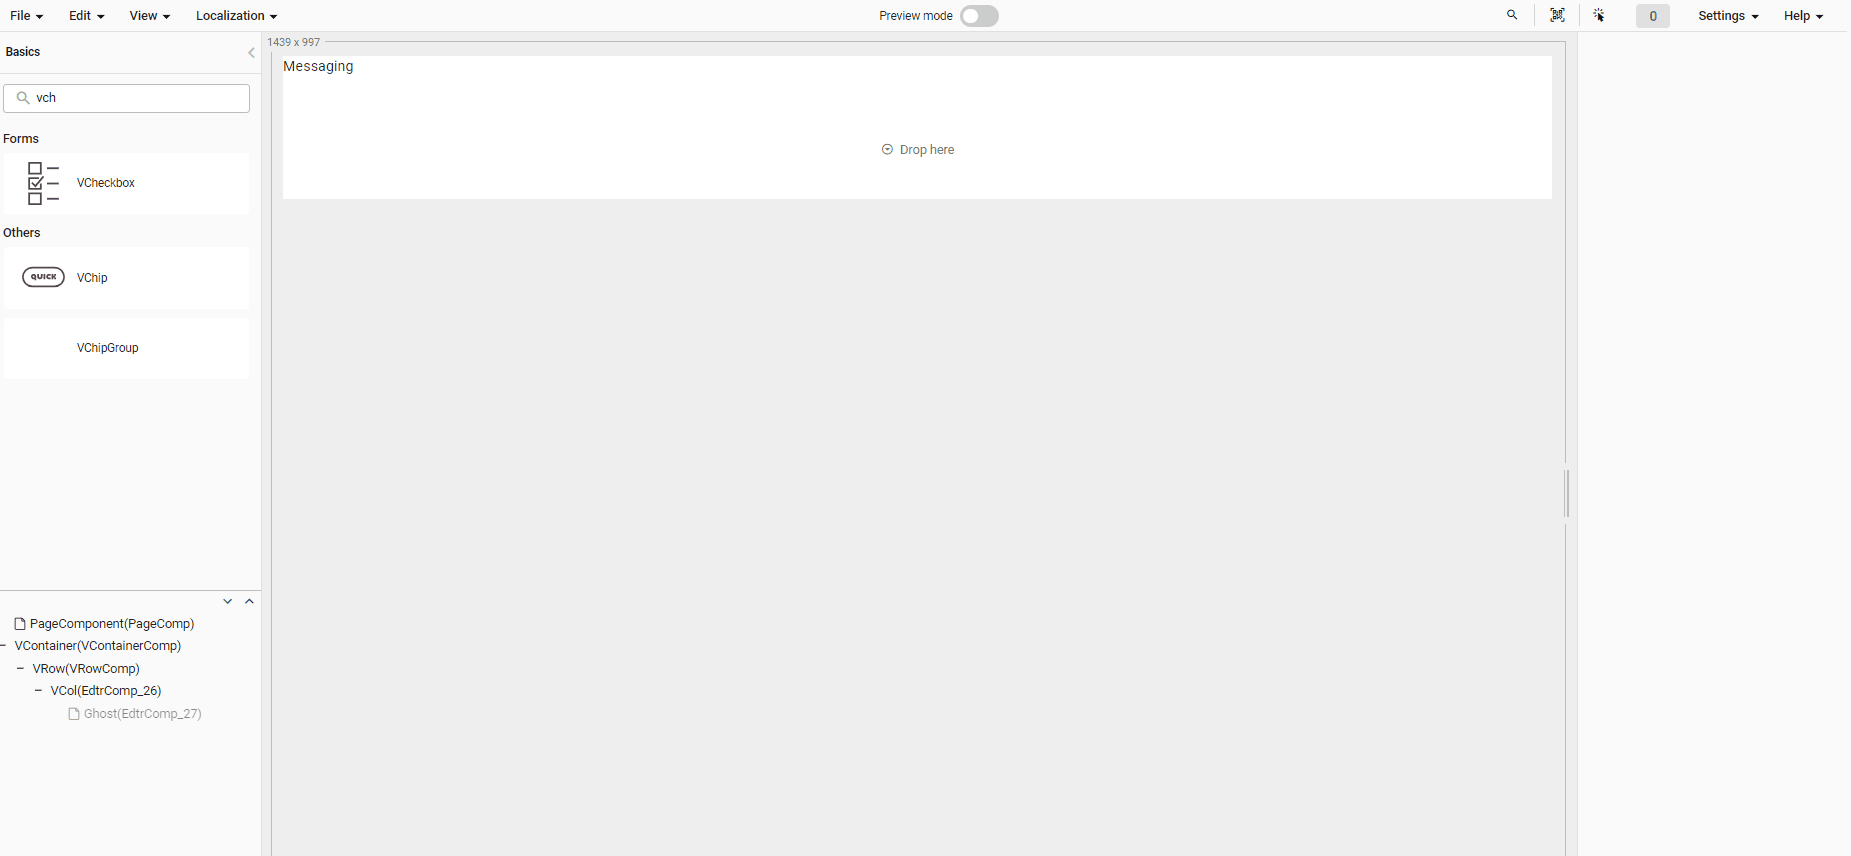 File Edit View Localization Preview mode 0 Settings Help
Basics
vch
Forms
VCheckbox
Others
QUICK VChip
VChipGroup
1439 x 997
Messaging
Drop here
PageComponent(PageComp)
VContainer(VContainerComp)
VRow(VRowComp)
VCol(EdtrComp_26)
Ghost(EdtrComp_27)